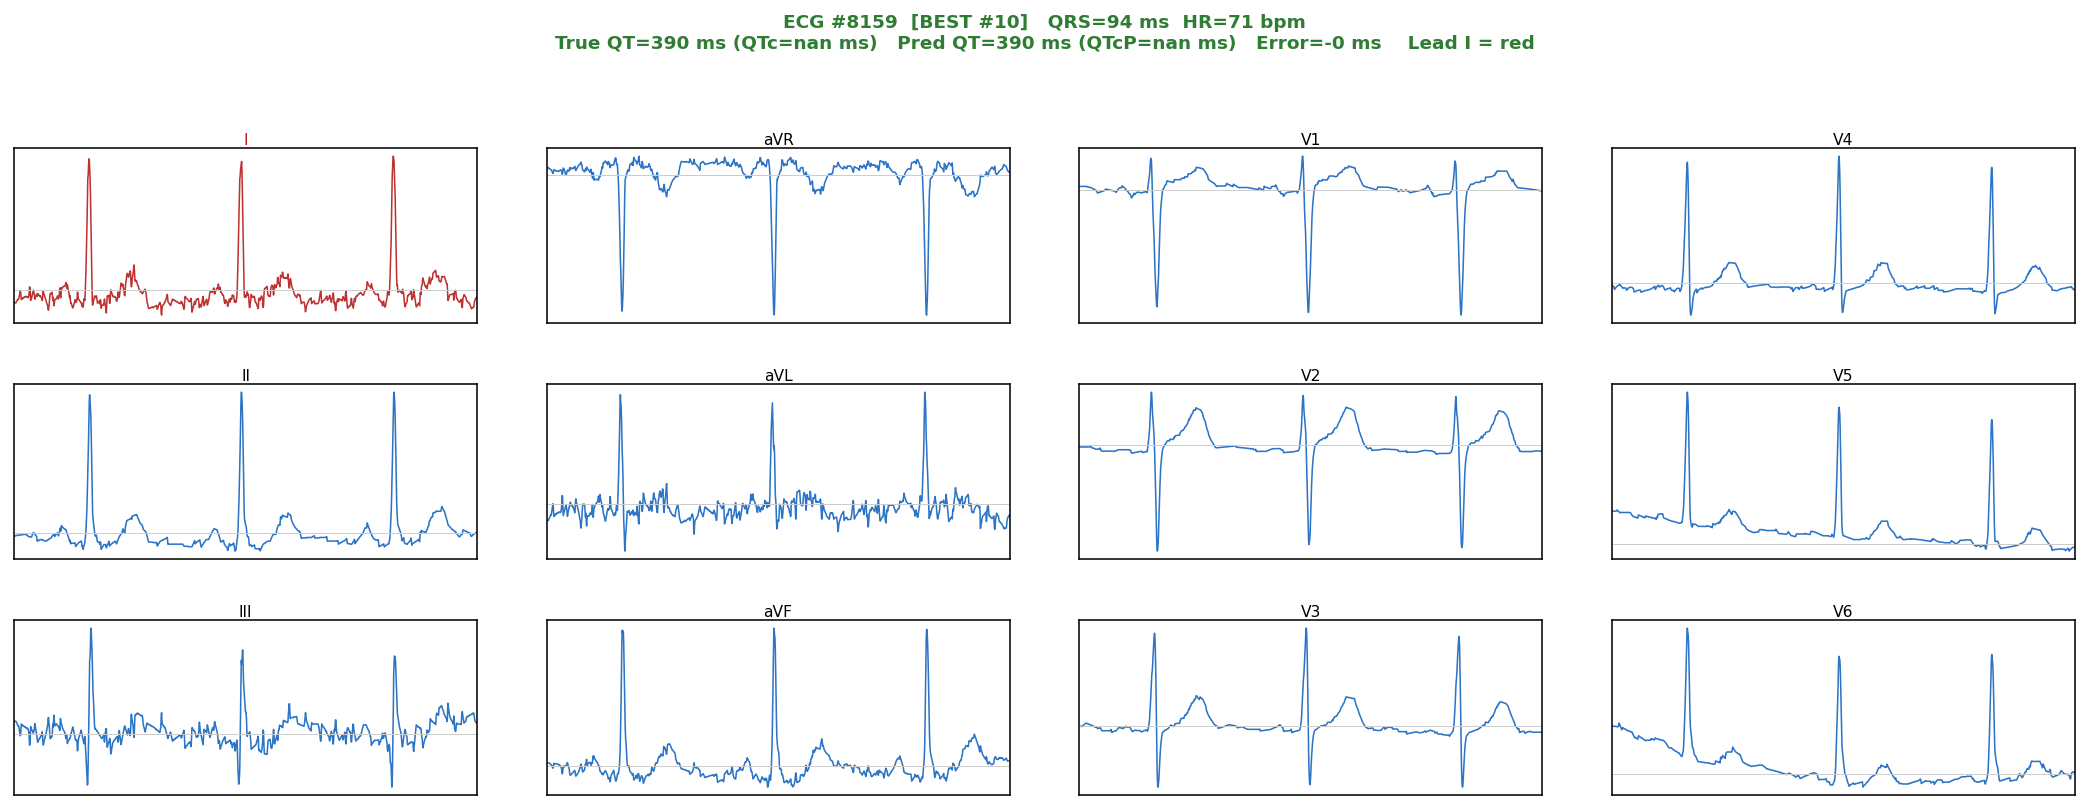 ECG #8159  [BEST #10]   QRS=94 ms  HR=71 bpm
True QT=390 ms (QTc=nan ms)   Pred QT=390 ms (QTcP=nan ms)   Error=-0 ms    Lead I = red
I
aVR
V1
V4
II
aVL
V2
V5
III
aVF
V3
V6